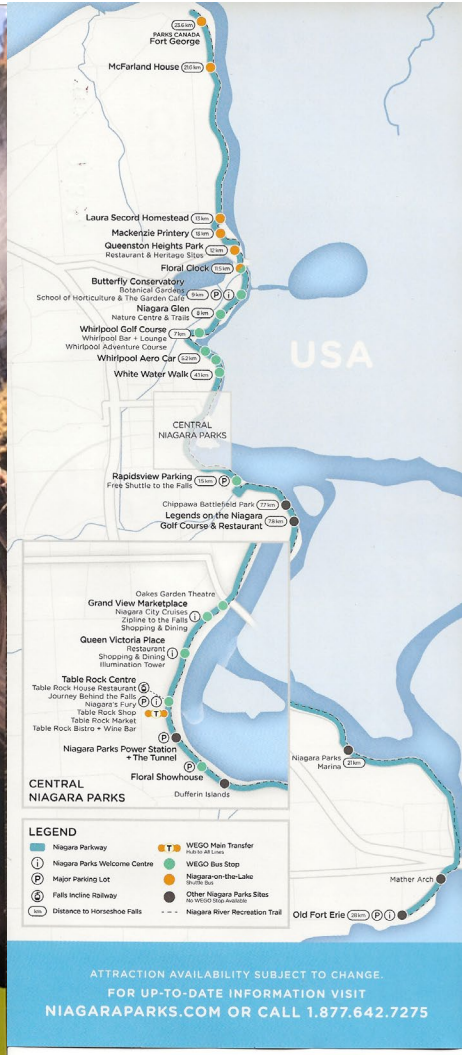 23.6 km
PARKS CANADA
Fort George
McFarland House 21.0 km
Laura Secord Homestead 13 km
Mackenzie Printery
Queenston Heights Park 12 km
Restaurant & Heritage Sites
Floral Clock 11.5 km
Butterfly Conservatory
Botanical Gardens
School of Horticulture & The Garden Café 9 km P i
Niagara Glen 8 km
Nature Centre & Trails
Whirlpool Golf Course 7 km
Whirlpool Bar + Lounge
Whirlpool Adventure Course
Whirlpool Aero Car 5.2 km
White Water Walk 4.1 km
USA
CENTRAL
NIAGARA PARKS
Rapidsview Parking 1.5 km P
Free Shuttle to the Falls
Chippawa Battlefield Park 7.7 km
Legends on the Niagara
Golf Course & Restaurant 7.8 km
Oakes Garden Theatre
Grand View Marketplace
Niagara City Cruises i
Zipline to the Falls
Shopping & Dining
Queen Victoria Place
Restaurant i
Shopping & Dining
Illumination Tower
Table Rock Centre
Table Rock House Restaurant
Journey Behind the Falls P i
Niagara's Fury
Table Rock Shop T
Table Rock Market
Table Rock Bistro + Wine Bar
P
Niagara Parks Power Station
+ The Tunnel
P
Floral Showhouse
Dufferin Islands
CENTRAL
NIAGARA PARKS
Niagara Parks
Marina 21 km
Mather Arch
Old Fort Erie 28 km P i
LEGEND
Niagara Parkway
i Niagara Parks Welcome Centre
P Major Parking Lot
Falls Incline Railway
km Distance to Horseshoe Falls
T WEGO Main Transfer
Hub to All Lines
WEGO Bus Stop
Niagara-on-the-Lake
Shuttle Bus
Other Niagara Parks Sites
No WEGO Stop Available
Niagara River Recreation Trail
ATTRACTION AVAILABILITY SUBJECT TO CHANGE.
FOR UP-TO-DATE INFORMATION VISIT
NIAGARAPARKS.COM OR CALL 1.877.642.7275